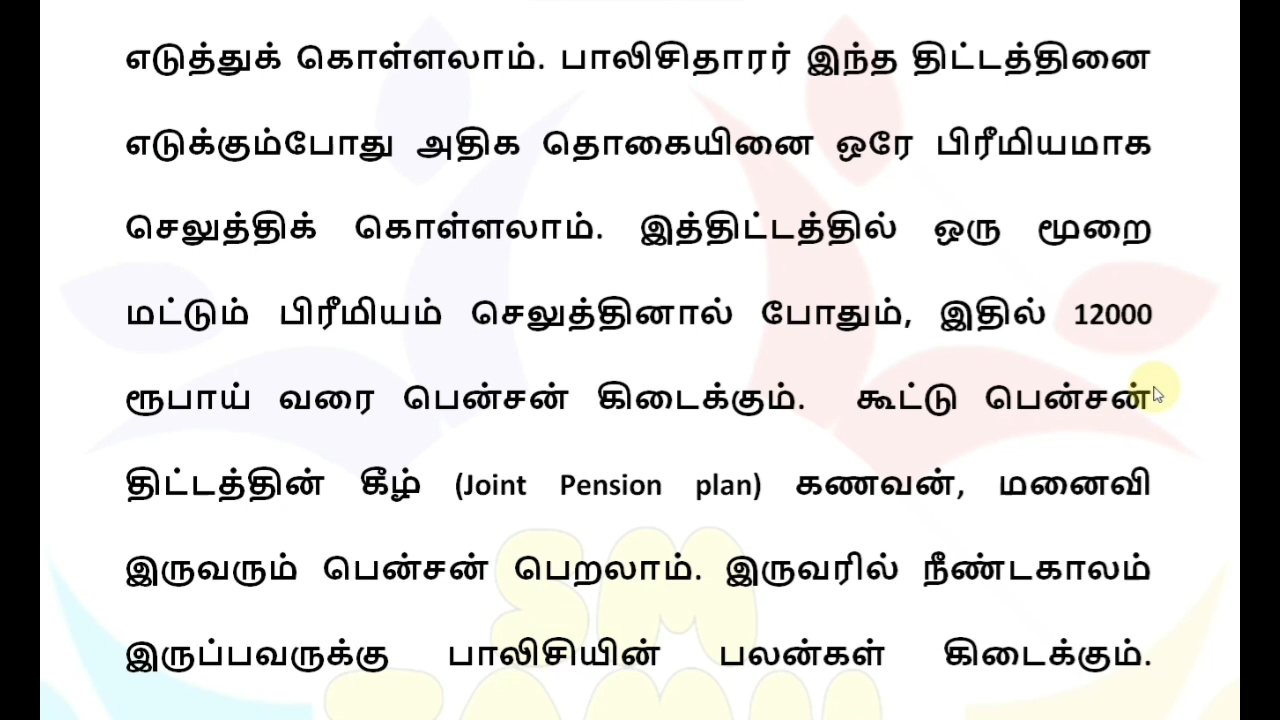 எடுத்துக் கொள்ளலாம். பாலிசிதாரர் இந்த திட்டத்தினை
எடுக்கும்போது அதிக தொகையினை ஒரே பிரீமியமாக
செலுத்திக் கொள்ளலாம். இத்திட்டத்தில் ஒரு மூறை
மட்டும் பிரீமியம் செலுத்தினால் போதும், இதில் 12000
ரூபாய் வரை பென்சன் கிடைக்கும். கூட்டு பென்சன்
திட்டத்தின் கீழ் (Joint Pension plan) கணவன், மனைவி
இருவரும் பென்சன் பெறலாம். இருவரில் நீண்டகாலம்
இருப்பவருக்கு பாலிசியின் பலன்கள் கிடைக்கும்.
SM
TAMIL